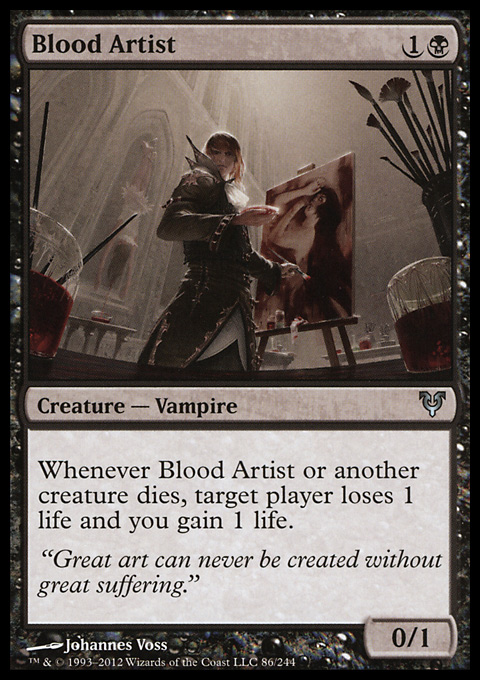 Blood Artist
1
Creature — Vampire
Whenever Blood Artist or another
creature dies, target player loses 1
life and you gain 1 life.
“Great art can never be created without
great suffering.”
Johannes Voss
0/1
™ & © 1993–2012 Wizards of the Coast LLC 86/244